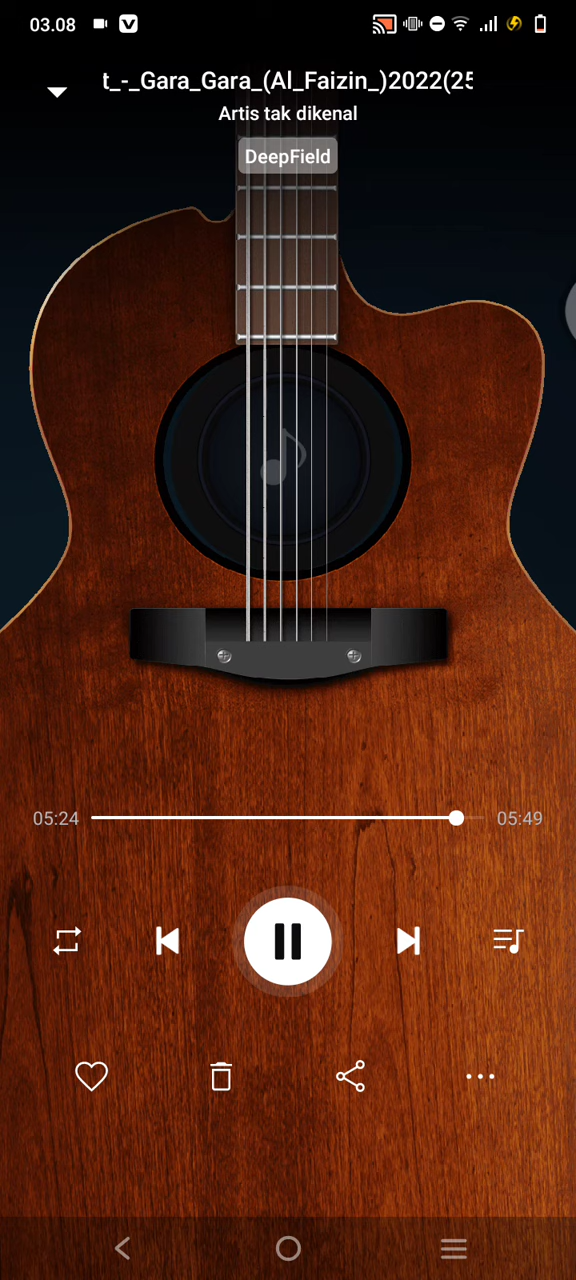 03.08
t_-_Gara_Gara_(Al_Faizin_)2022(25
Artis tak dikenal
DeepField
05:24
05:49